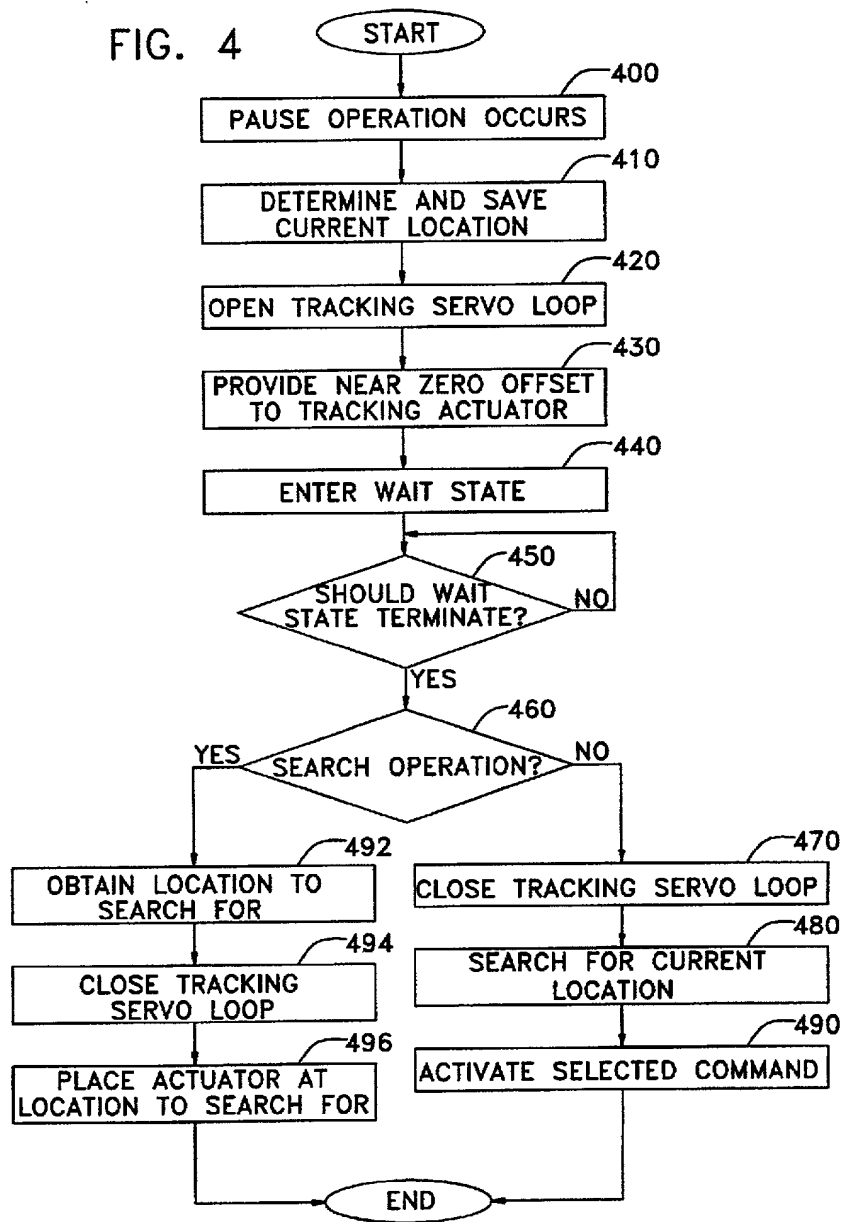 FIG. 4
START
400
PAUSE OPERATION OCCURS
410
DETERMINE AND SAVE
CURRENT LOCATION
420
OPEN TRACKING SERVO LOOP
430
PROVIDE NEAR ZERO OFFSET
TO TRACKING ACTUATOR
440
ENTER WAIT STATE
450
SHOULD WAIT
STATE TERMINATE?
NO
YES
460
YES
SEARCH OPERATION?
NO
492
OBTAIN LOCATION TO
SEARCH FOR
494
CLOSE TRACKING
SERVO LOOP
496
PLACE ACTUATOR AT
LOCATION TO SEARCH FOR
470
CLOSE TRACKING SERVO LOOP
480
SEARCH FOR CURRENT
LOCATION
490
ACTIVATE SELECTED COMMAND
END